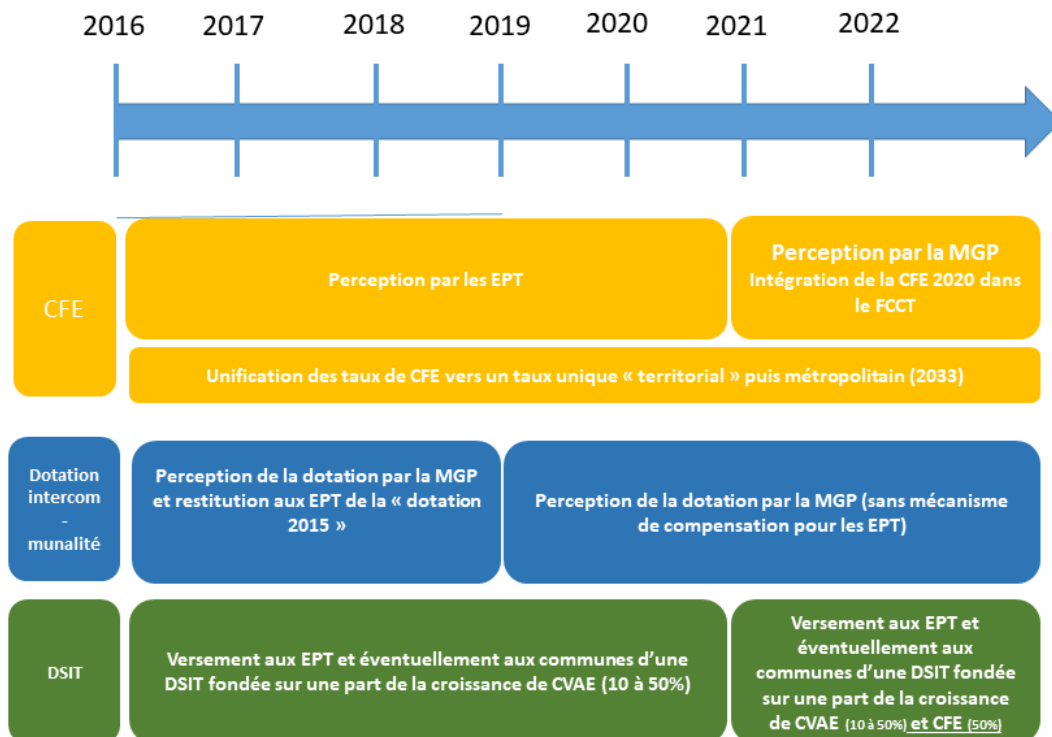 2016 2017 2018 2019 2020 2021 2022
CFE
Perception par les EPT
Perception par la MGP
Intégration de la CFE 2020 dans
le FCCT
Unification des taux de CFE vers un taux unique « territorial » puis métropolitain (2033)
Dotation
intercom
-
munalité
Perception de la dotation par la MGP
et restitution aux EPT de la « dotation
2015 »
Perception de la dotation par la MGP (sans mécanisme
de compensation pour les EPT)
DSIT
Versement aux EPT et éventuellement aux communes d’une
DSIT fondée sur une part de la croissance de CVAE (10 à 50%)
Versement aux EPT et
éventuellement aux
communes d’une DSIT fondée
sur une part de la croissance
de CVAE (10 à 50%) et CFE (50%)